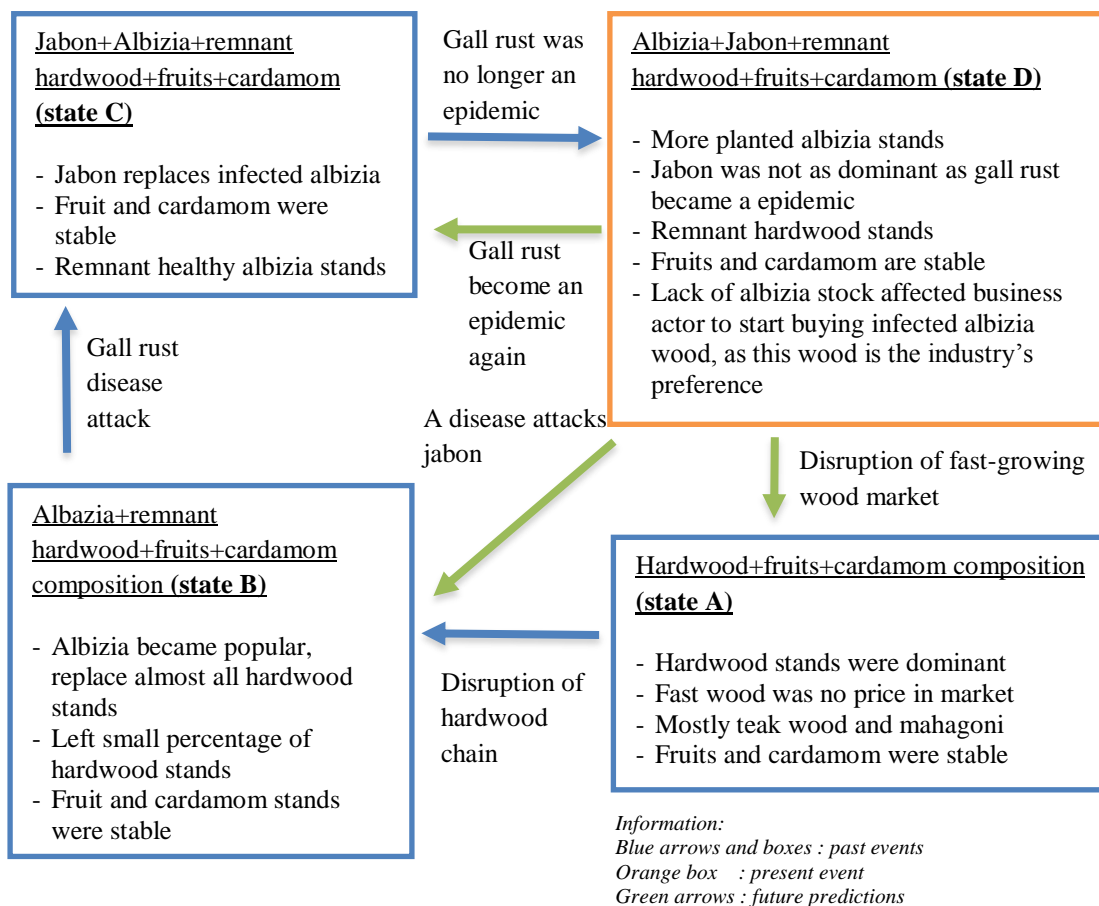 Jabon+Albizia+remnant
hardwood+fruits+cardamom
(state C)
- Jabon replaces infected albizia
- Fruit and cardamom were
stable
- Remnant healthy albizia stands
Gall rust was
no longer an
epidemic
Albizia+Jabon+remnant
hardwood+fruits+cardamom (state D)
- More planted albizia stands
- Jabon was not as dominant as gall rust
became a epidemic
- Remnant hardwood stands
- Fruits and cardamom are stable
- Lack of albizia stock affected business
actor to start buying infected albizia
wood, as this wood is the industry’s
preference
Gall rust
become an
epidemic
again
Gall rust
disease
attack
A disease attacks
jabon
Disruption of fast-growing
wood market
Albazia+remnant
hardwood+fruits+cardamom
composition (state B)
- Albizia became popular,
replace almost all hardwood
stands
- Left small percentage of
hardwood stands
- Fruit and cardamom stands
were stable
Disruption of
hardwood
chain
Hardwood+fruits+cardamom composition
(state A)
- Hardwood stands were dominant
- Fast wood was no price in market
- Mostly teak wood and mahagoni
- Fruits and cardamom were stable
Information:
Blue arrows and boxes : past events
Orange box : present event
Green arrows : future predictions